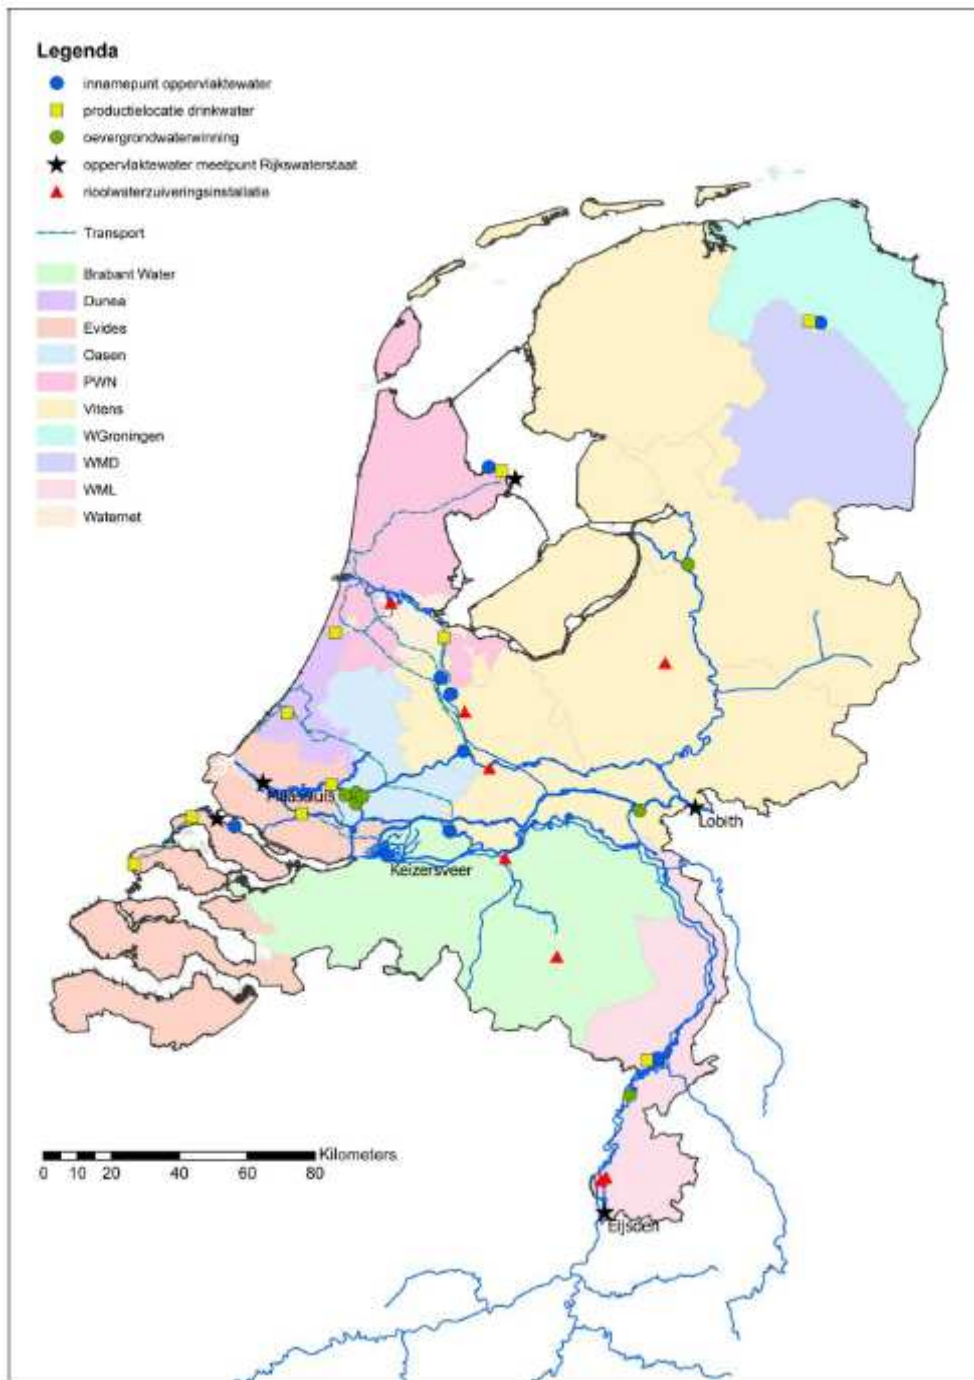 Legenda
innamepunt oppervlaktewater
productielocatie drinkwater
oevergrondwaterwinning
oppervlaktewater meetpunt Rijkswaterstaat
rioolwaterzuiveringsinstallatie
Transport
Brabant Water
Dunea
Evides
Oasen
PWN
Vitens
WGroningen
WMD
WML
Waternet
Maassluis
Lobith
Keizersveer
Kilometers
0 10 20 40 60 80
Eijsden